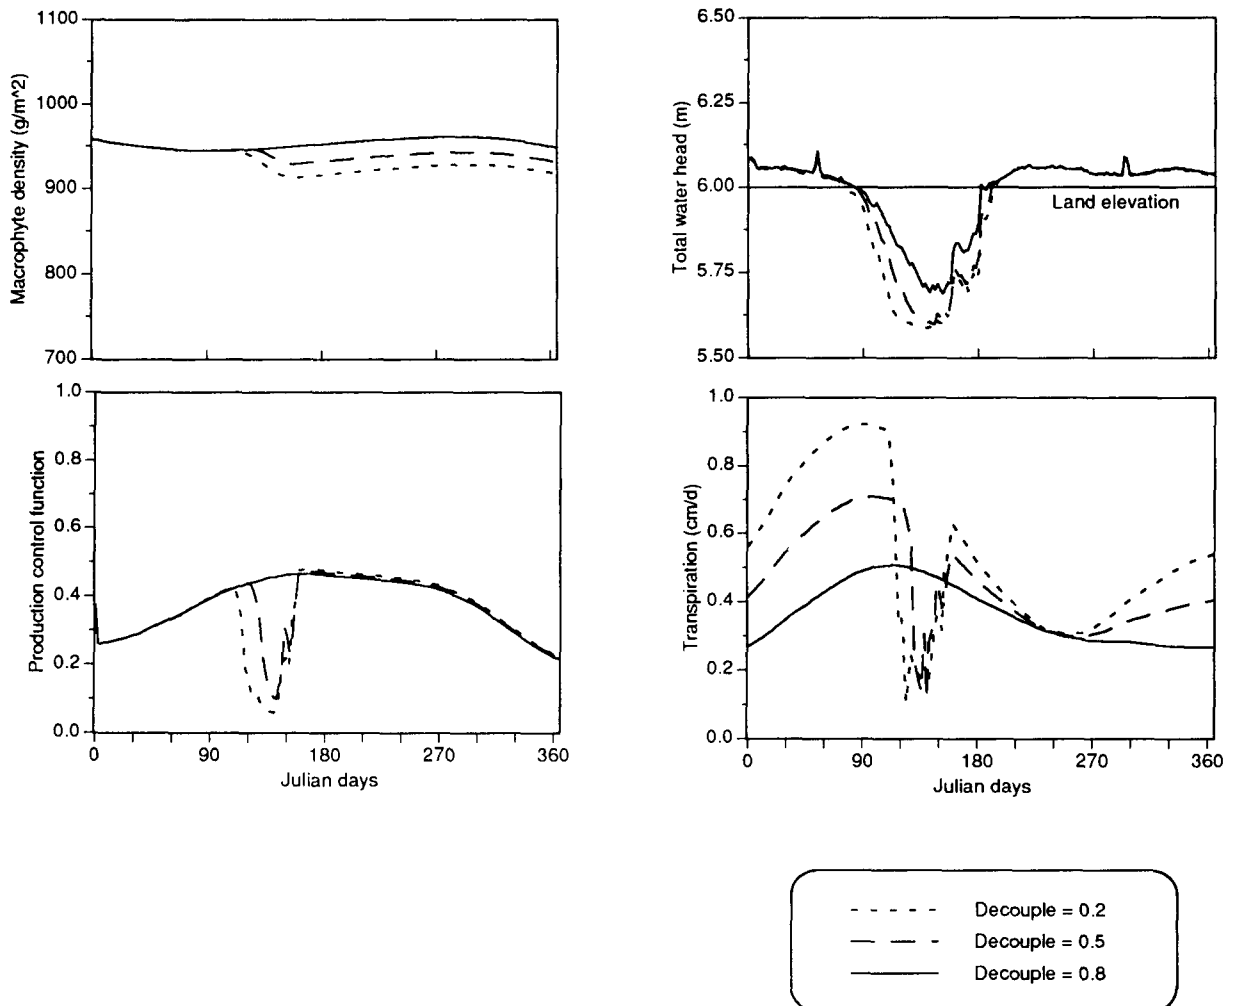 1100
1000
900
800
700
Macrophyte density (g/m^2)
6.50
6.25
6.00
5.75
5.50
Total water head (m)
Land elevation
1.0
0.8
0.6
0.4
0.2
0.0
Production control function
0 90 180 270 360
Julian days
1.0
0.8
0.6
0.4
0.2
0.0
Transpiration (cm/d)
0 90 180 270 360
Julian days
Decouple = 0.2
Decouple = 0.5
Decouple = 0.8